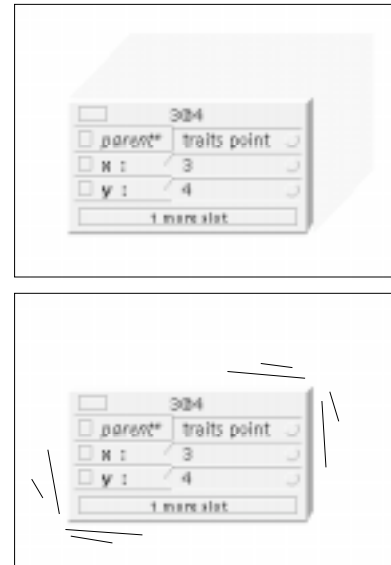 3@4
parent* traits point
x : 3
y : 4
1 more slot
3@4
parent* traits point
x : 3
y : 4
1 more slot